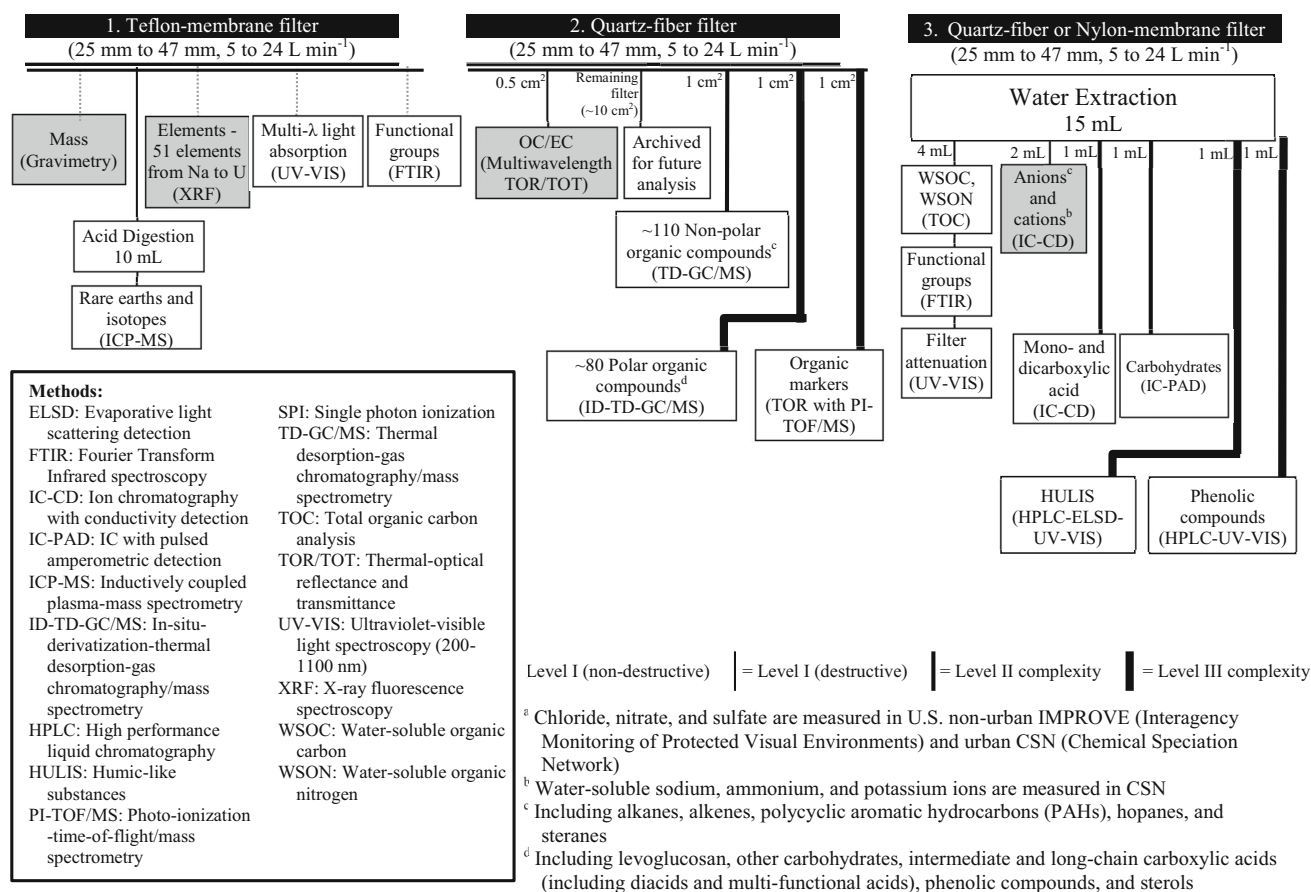 1. Teflon-membrane filter
(25 mm to 47 mm, 5 to 24 L min⁻¹)
Mass
(Gravimetry)
Elements -
51 elements
from Na to U
(XRF)
Multi-λ light
absorption
(UV-VIS)
Functional
groups
(FTIR)
Acid Digestion
10 mL
Rare earths and
isotopes
(ICP-MS)
2. Quartz-fiber filter
(25 mm to 47 mm, 5 to 24 L min⁻¹)
0.5 cm²
Remaining
filter
(~10 cm²)
1 cm²
1 cm²
1 cm²
OC/EC
(Multiwavelength
TOR/TOT)
Archived
for future
analysis
~110 Non-polar
organic compoundsᶜ
(TD-GC/MS)
~80 Polar organic
compoundsᵈ
(ID-TD-GC/MS)
Organic
markers
(TOR with PI-
TOF/MS)
3. Quartz-fiber or Nylon-membrane filter
(25 mm to 47 mm, 5 to 24 L min⁻¹)
Water Extraction
15 mL
4 mL
2 mL
1 mL
1 mL
1 mL
1 mL
WSOC,
WSON
(TOC)
Functional
groups
(FTIR)
Filter
attenuation
(UV-VIS)
Anionsᶜ
and
cationsᵇ
(IC-CD)
Mono- and
dicarboxylic
acid
(IC-CD)
Carbohydrates
(IC-PAD)
HULIS
(HPLC-ELSD-
UV-VIS)
Phenolic
compounds
(HPLC-UV-VIS)
Methods:
ELSD: Evaporative light
scattering detection
FTIR: Fourier Transform
Infrared spectroscopy
IC-CD: Ion chromatography
with conductivity detection
IC-PAD: IC with pulsed
amperometric detection
ICP-MS: Inductively coupled
plasma-mass spectrometry
ID-TD-GC/MS: In-situ-
derivatization-thermal
desorption-gas
chromatography/mass
spectrometry
HPLC: High performance
liquid chromatography
HULIS: Humic-like
substances
PI-TOF/MS: Photo-ionization
-time-of-flight/mass
spectrometry
SPI: Single photon ionization
TD-GC/MS: Thermal
desorption-gas
chromatography/mass
spectrometry
TOC: Total organic carbon
analysis
TOR/TOT: Thermal-optical
reflectance and
transmittance
UV-VIS: Ultraviolet-visible
light spectroscopy (200-
1100 nm)
XRF: X-ray fluorescence
spectroscopy
WSOC: Water-soluble organic
carbon
WSON: Water-soluble organic
nitrogen
Level I (non-destructive) = Level I (destructive) = Level II complexity = Level III complexity
ᵃ Chloride, nitrate, and sulfate are measured in U.S. non-urban IMPROVE (Interagency
Monitoring of Protected Visual Environments) and urban CSN (Chemical Speciation
Network)
ᵇ Water-soluble sodium, ammonium, and potassium ions are measured in CSN
ᶜ Including alkanes, alkenes, polycyclic aromatic hydrocarbons (PAHs), hopanes, and
steranes
ᵈ Including levoglucosan, other carbohydrates, intermediate and long-chain carboxylic acids
(including diacids and multi-functional acids), phenolic compounds, and sterols